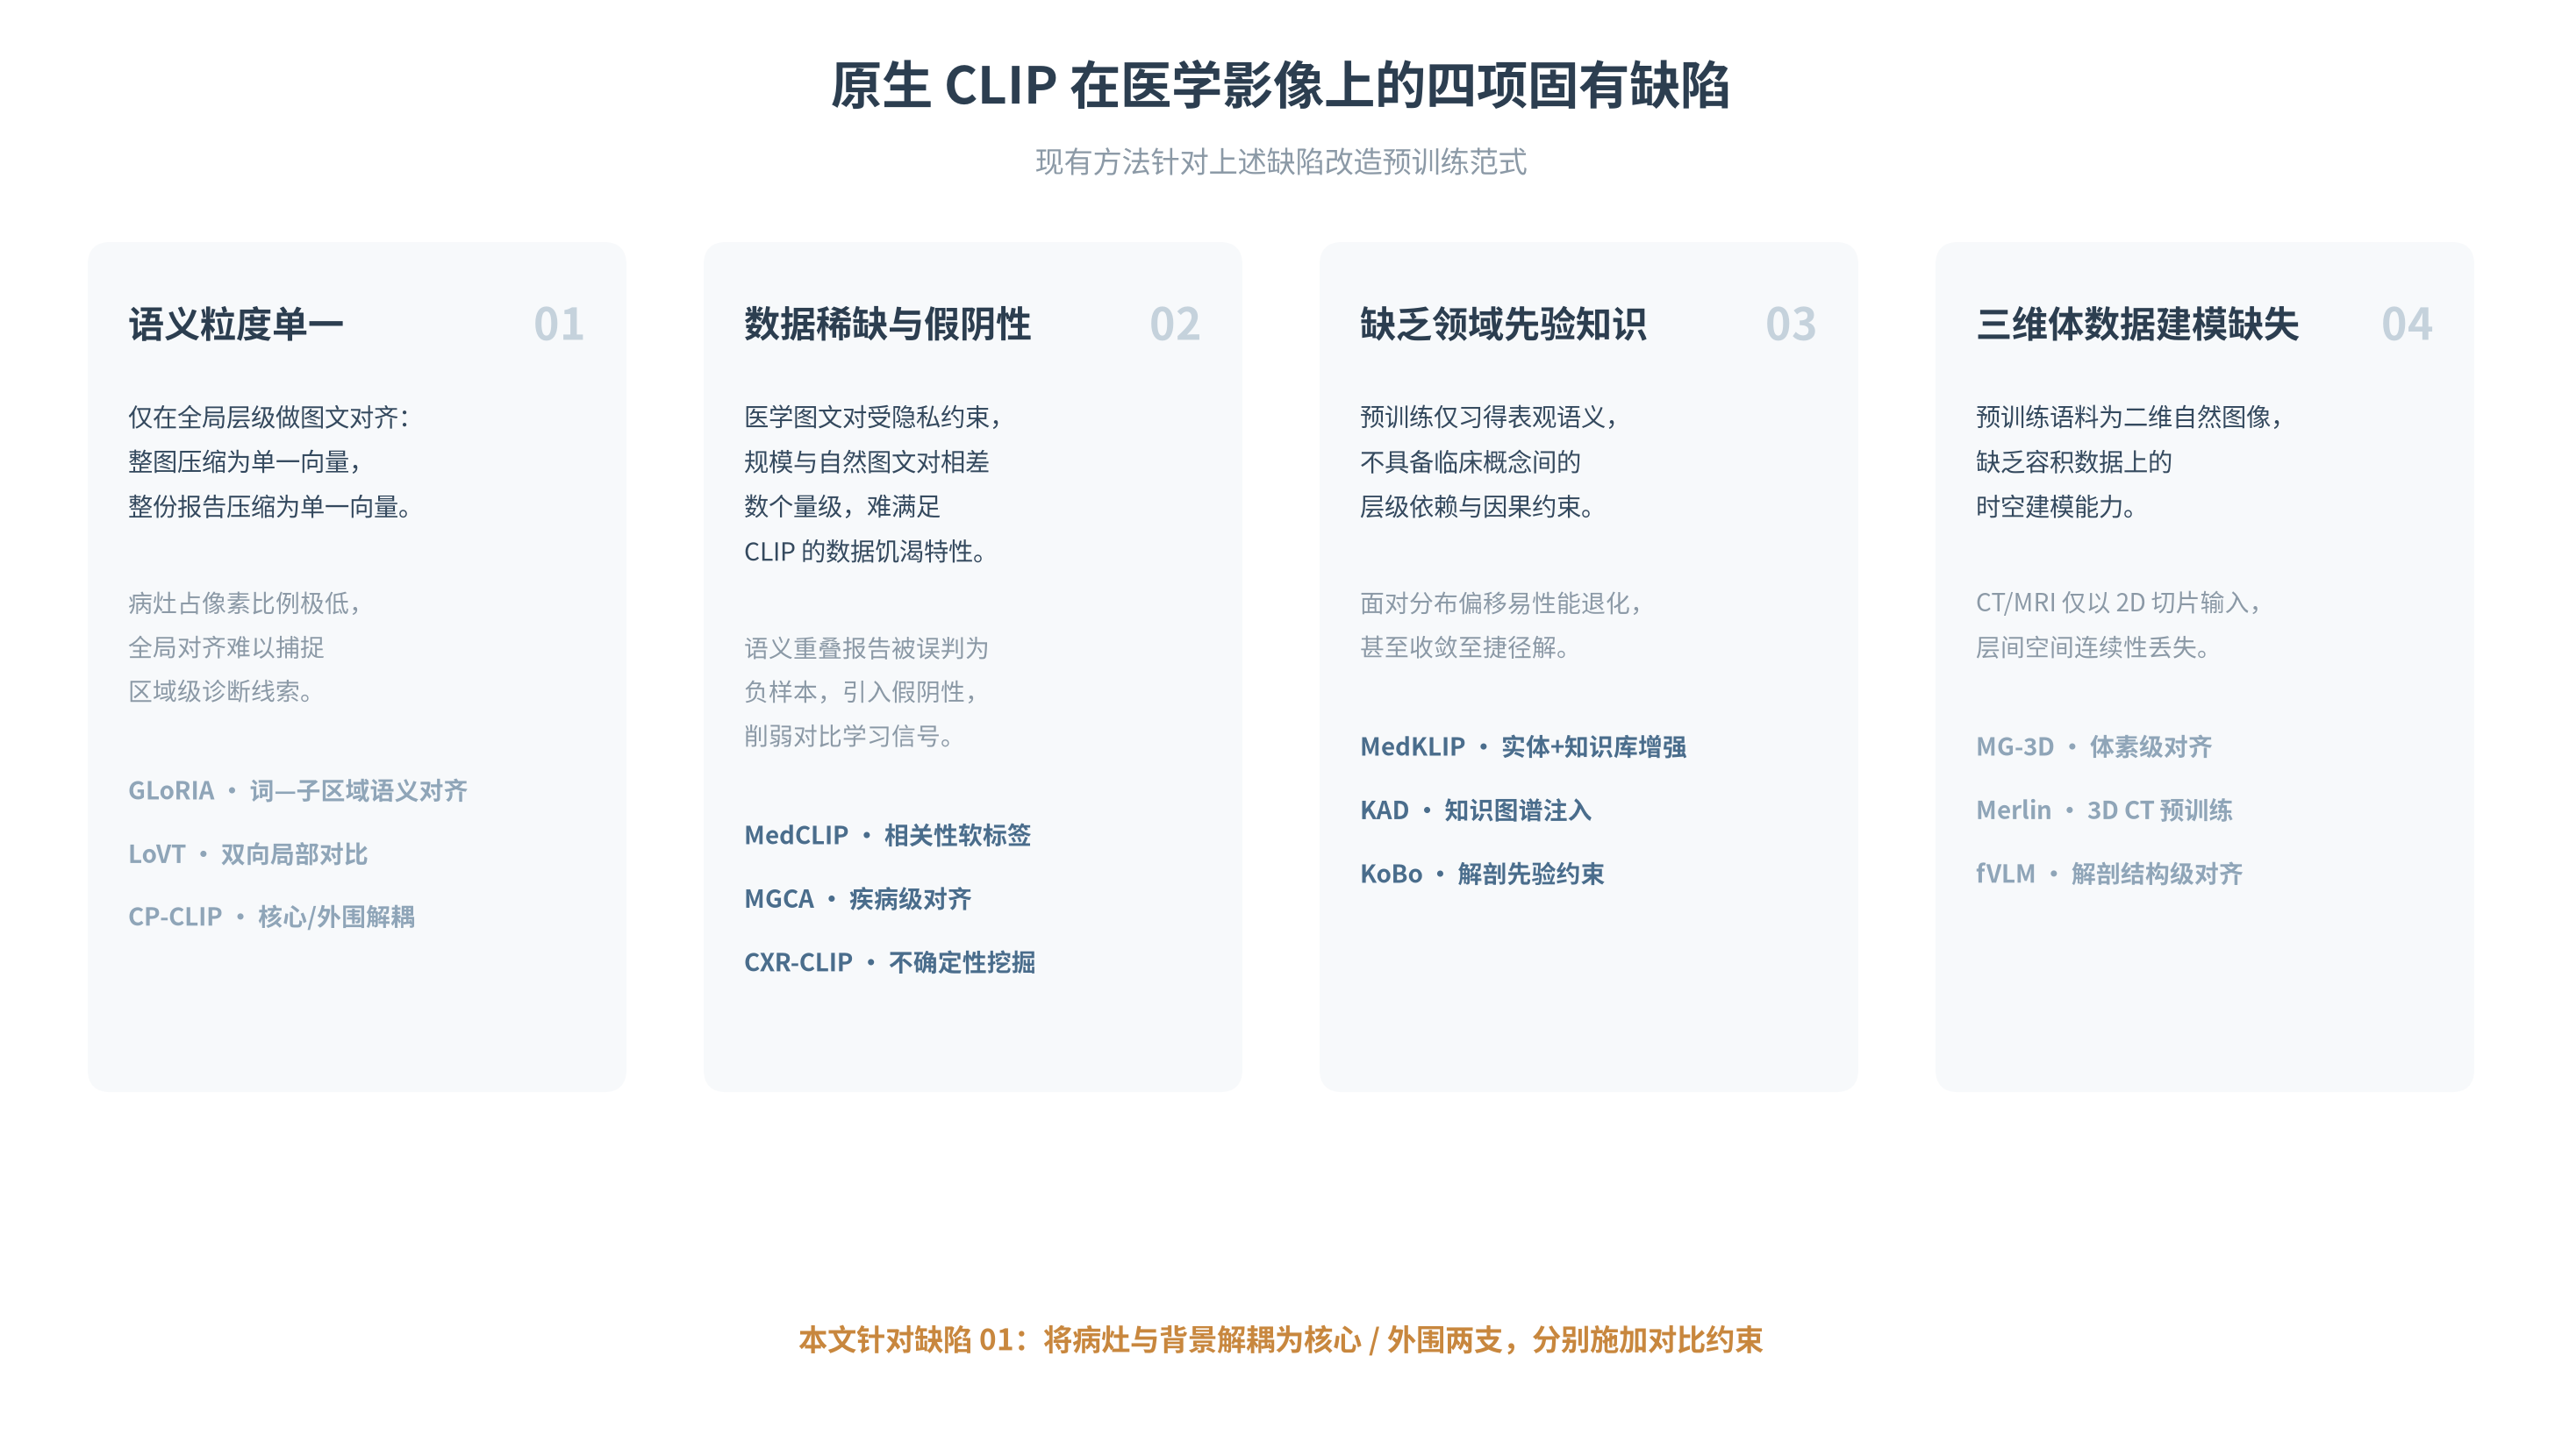 原生 CLIP 在医学影像上的四项固有缺陷
现有方法针对上述缺陷改造预训练范式
语义粒度单一 01
仅在全局层级做图文对齐：
整图压缩为单一向量，
整份报告压缩为单一向量。
病灶占像素比例极低，
全局对齐难以捕捉
区域级诊断线索。
GLoRIA · 词—子区域语义对齐
LoVT · 双向局部对比
CP-CLIP · 核心/外围解耦
数据稀缺与假阴性 02
医学图文对受隐私约束，
规模与自然图文对相差
数个量级，难满足
CLIP 的数据饥渴特性。
语义重叠报告被误判为
负样本，引入假阴性，
削弱对比学习信号。
MedCLIP · 相关性软标签
MGCA · 疾病级对齐
CXR-CLIP · 不确定性挖掘
缺乏领域先验知识 03
预训练仅习得表观语义，
不具备临床概念间的
层级依赖与因果约束。
面对分布偏移易性能退化，
甚至收敛至捷径解。
MedKLIP · 实体+知识库增强
KAD · 知识图谱注入
KoBo · 解剖先验约束
三维体数据建模缺失 04
预训练语料为二维自然图像，
缺乏容积数据上的
时空建模能力。
CT/MRI 仅以 2D 切片输入，
层间空间连续性丢失。
MG-3D · 体素级对齐
Merlin · 3D CT 预训练
fVLM · 解剖结构级对齐
本文针对缺陷 01：将病灶与背景解耦为核心 / 外围两支，分别施加对比约束